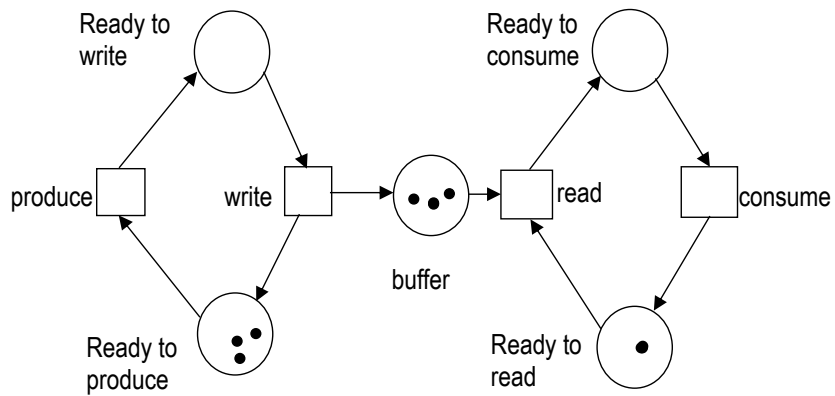 Ready to
write
Ready to
consume
produce
write
read
consume
buffer
Ready to
produce
Ready to
read